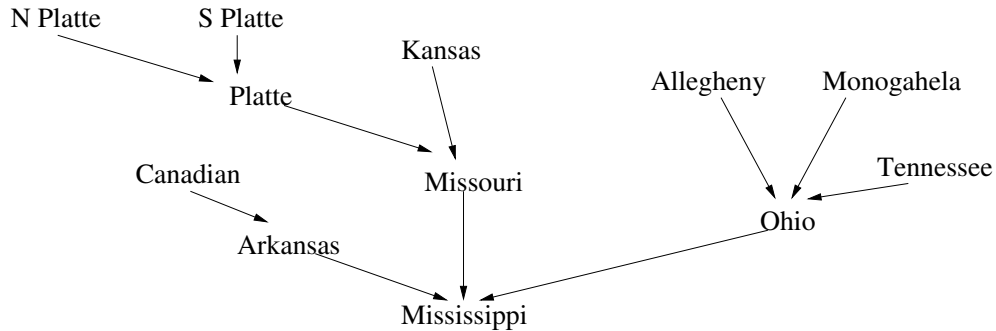 N Platte
S Platte
Kansas
Platte
Allegheny
Monogahela
Canadian
Missouri
Tennessee
Ohio
Arkansas
Mississippi